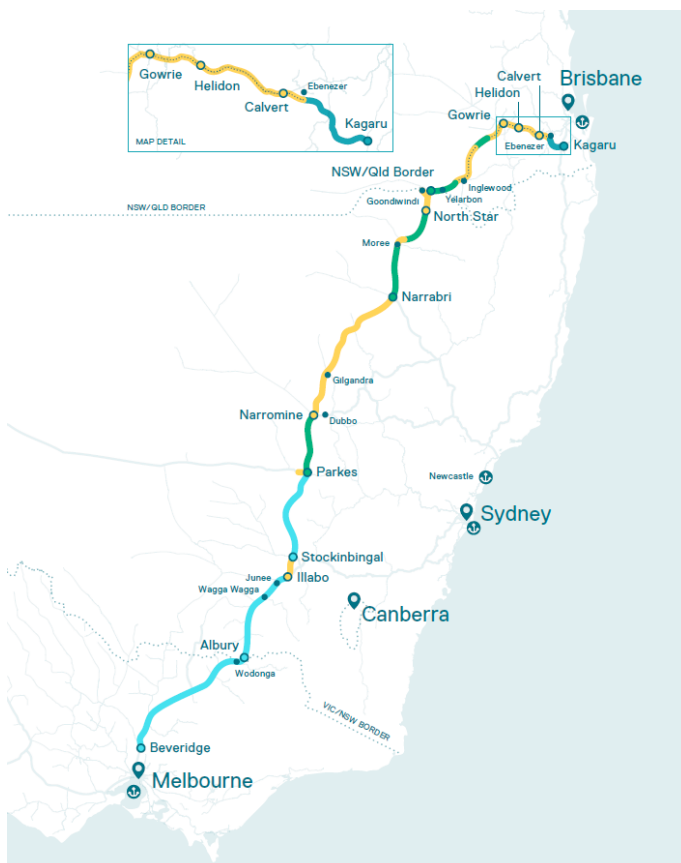 Gowrie
Helidon
Calvert
Ebenezer
Kagaru
MAP DETAIL
Calvert
Helidon
Brisbane
Gowrie
Ebenezer
Kagaru
NSW/Qld Border
Inglewood
Goondiwindi
Yelarbon
NSW/QLD BORDER
North Star
Moree
Narrabri
Gilgandra
Narromine
Dubbo
Parkes
Newcastle
Sydney
Stockinbingal
Junee
Illabo
Wagga Wagga
Canberra
Albury
Wodonga
VIC/NSW BORDER
Beveridge
Melbourne